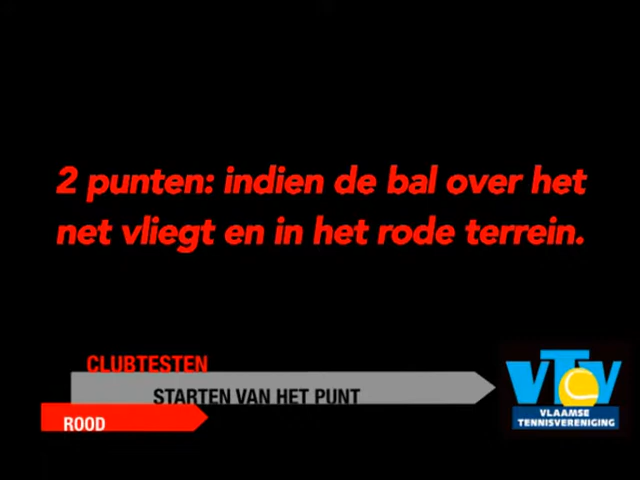 2 punten: indien de bal over het
net vliegt en in het rode terrein.
CLUBTESTEN
STARTEN VAN HET PUNT
ROOD
VTV
VLAAMSE
TENNISVERENIGING